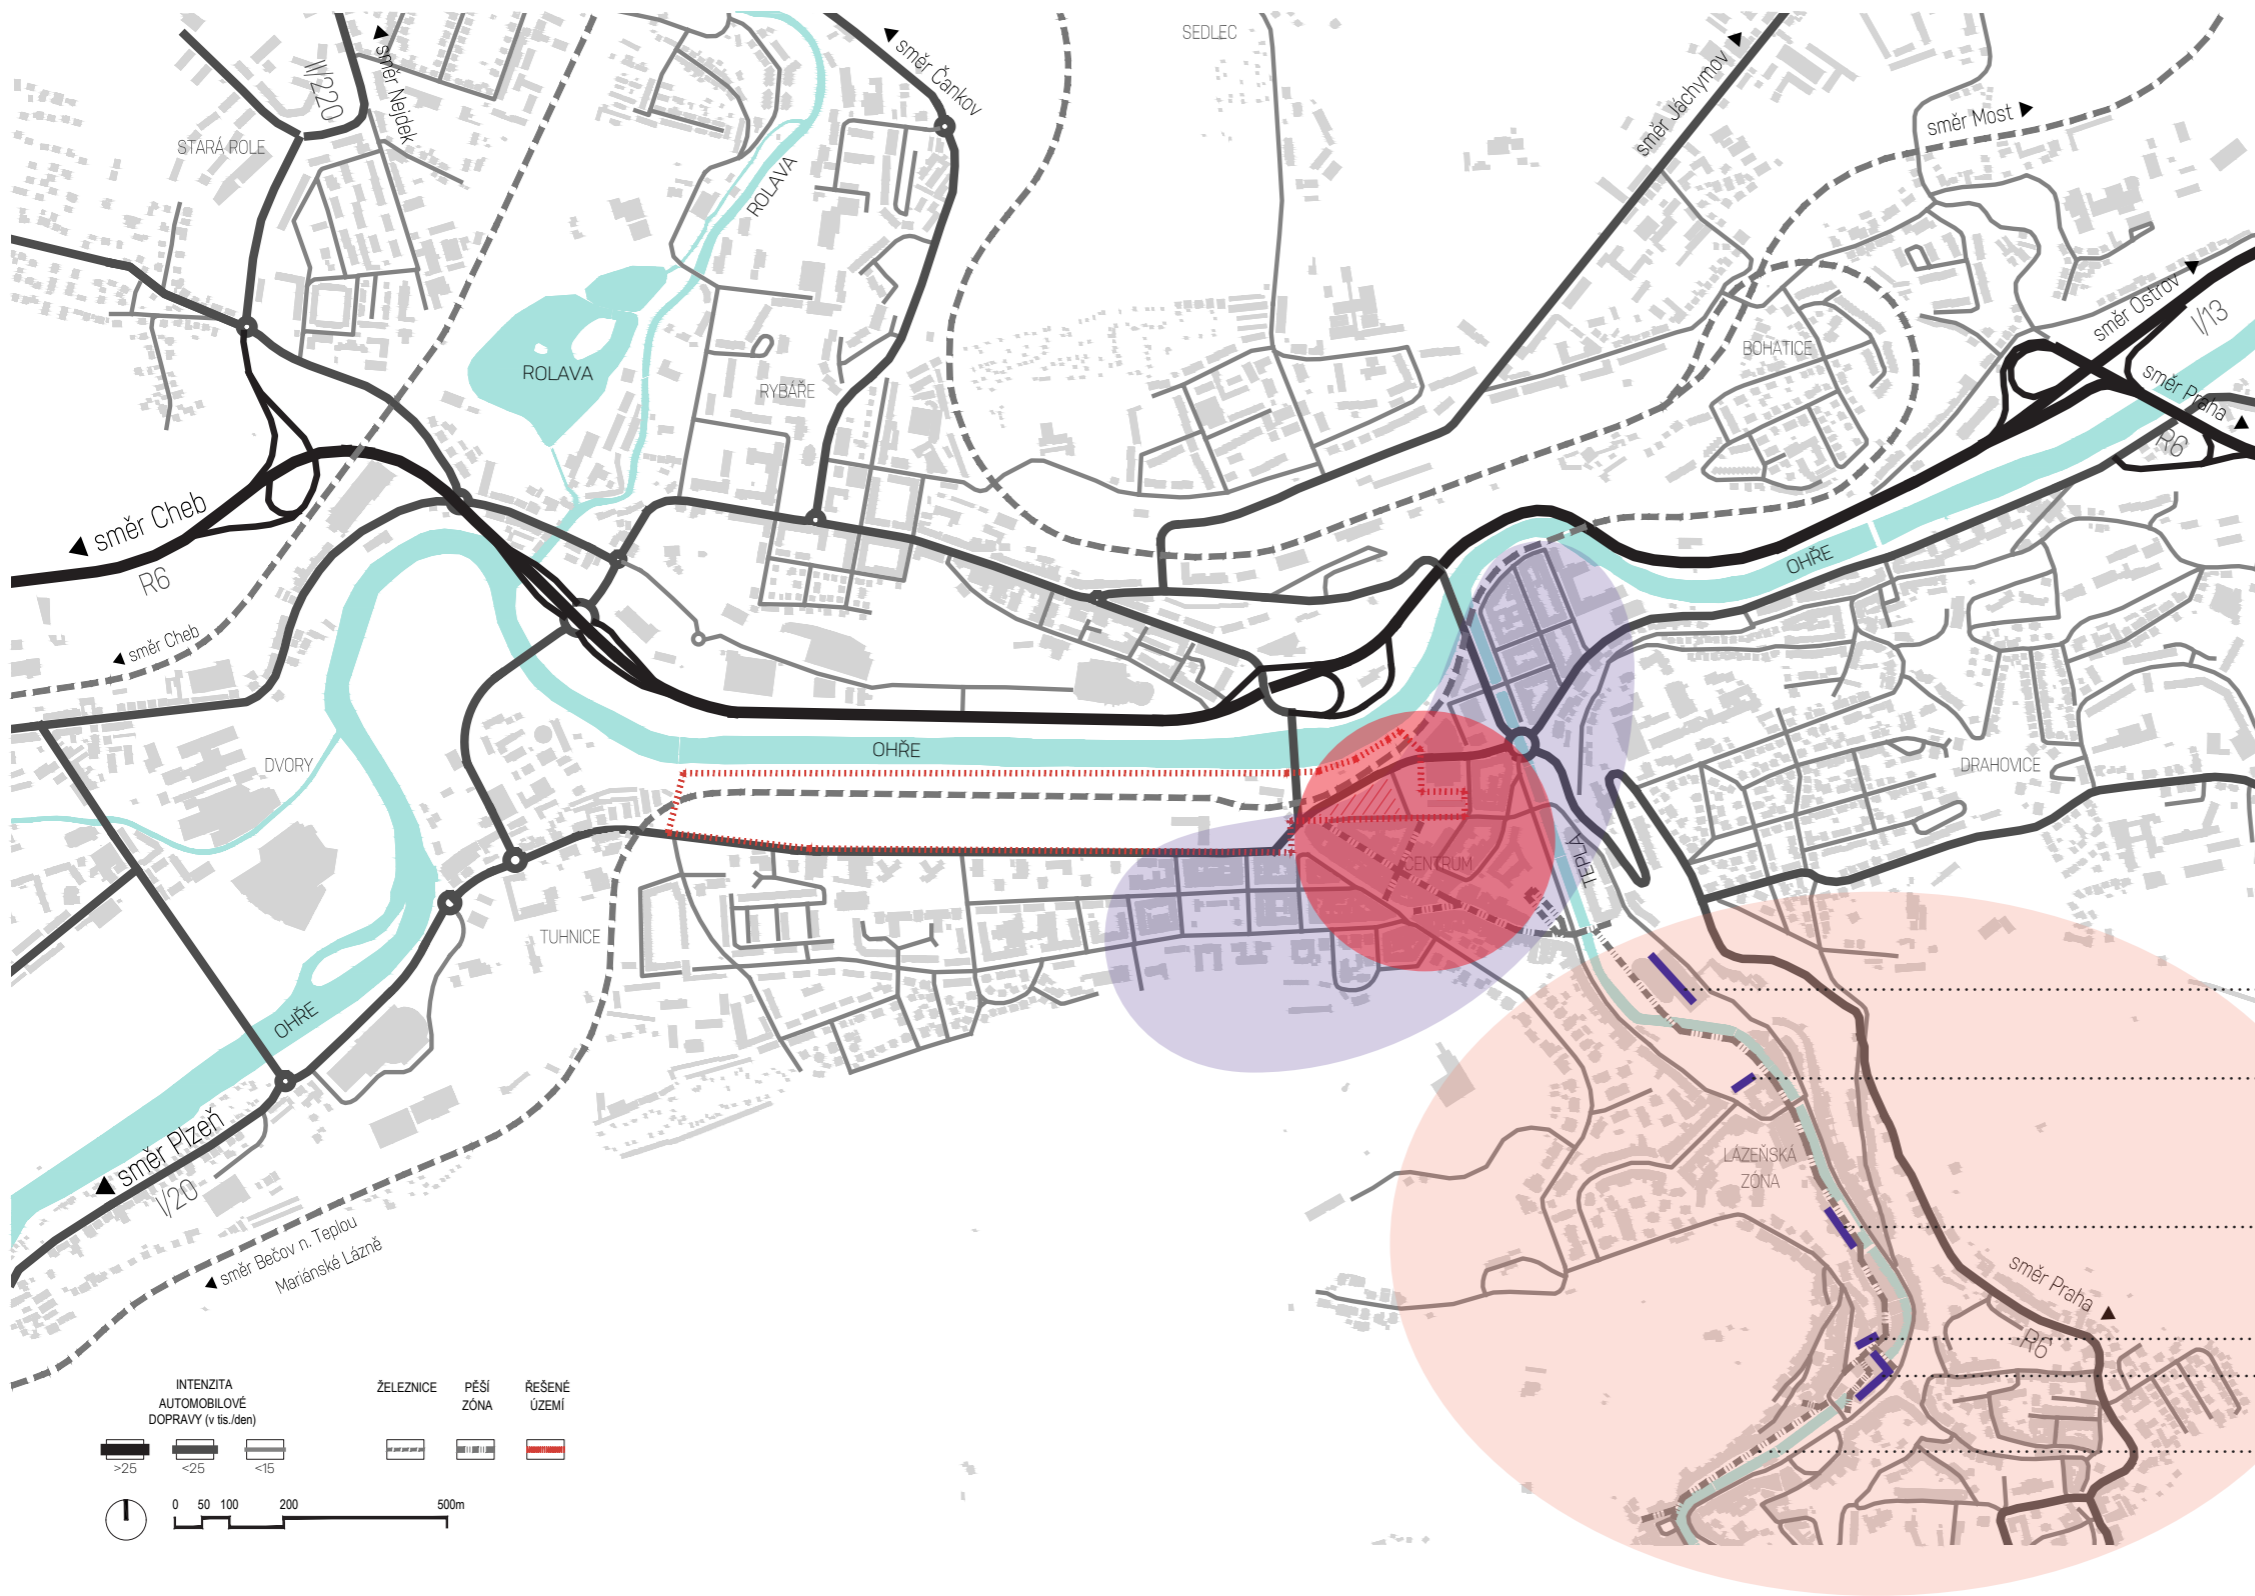 SEDLEC
směr Čankov
směr Nejdek
II/220
STARÁ ROLE
směr Jáchymov
směr Most
ROLAVA
směr Ostrov
I/13
BOHATICE
ROLAVA
RYBÁŘE
směr Praha
R6
směr Cheb
R6
OHŘE
směr Cheb
OHŘE
DVORY
DRAHOVICE
CENTRUM
TEPLÁ
TUHNICE
OHŘE
směr Plzeň
I/20
LÁZEŇSKÁ
ZÓNA
směr Bečov n. Teplou
Mariánské Lázně
směr Praha
R6
INTENZITA
AUTOMOBILOVÉ
DOPRAVY (v tis./den)
>25
<25
<15
ŽELEZNICE
PĚŠÍ
ZÓNA
ŘEŠENÉ
ÚZEMÍ
0 50 100 200 500m